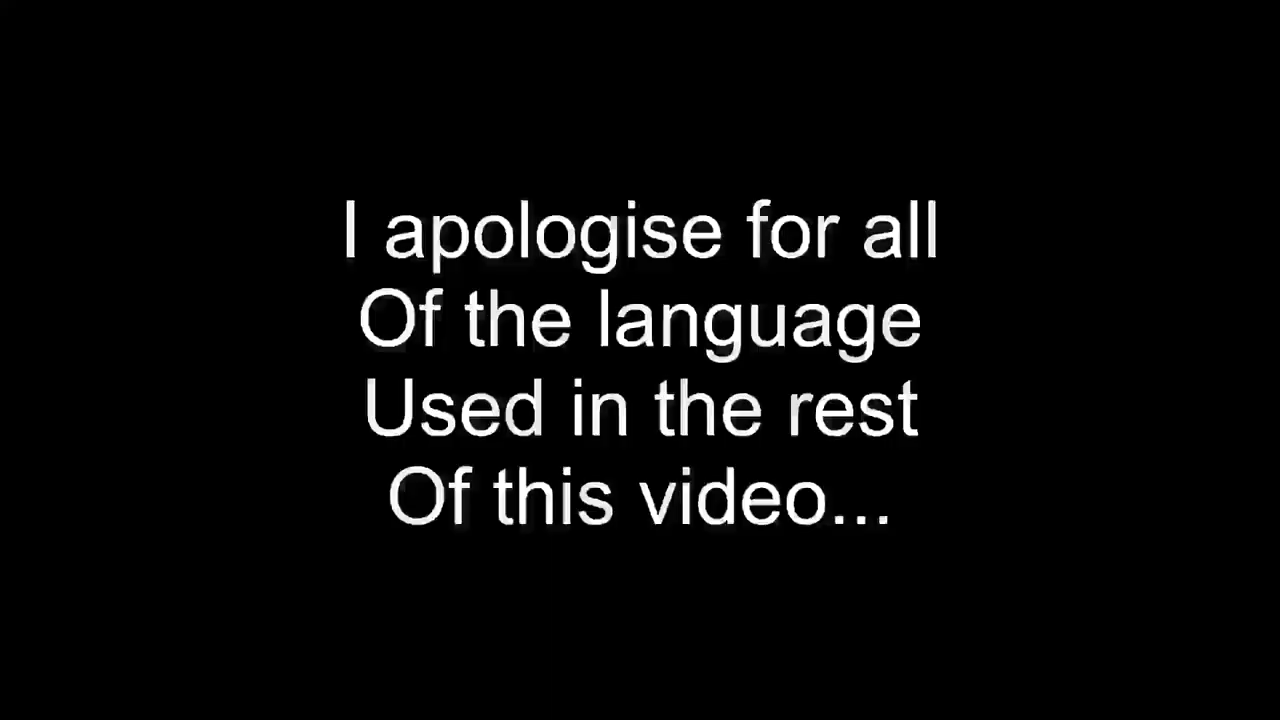 I apologise for all
Of the language
Used in the rest
Of this video...